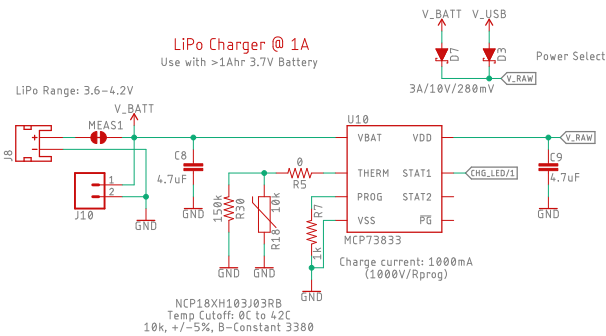 V_BATT V_USB
LiPo Charger @ 1A
Use with >1Ahr 3.7V Battery
D7 D3
Power Select
V_RAW
3A/10V/280mV
LiPo Range: 3.6-4.2V
V_BATT
MEAS1
U10
J8
+
-
VBAT VDD
V_RAW
C8
4.7uF
C9
4.7uF
0
R5
THERM STAT1
CHG_LED/1
1
2
J10
150k
R30
10k
R18
R7
1k
PROG STAT2
VSS PG
GND
GND
GND
MCP73833
GND GND
Charge current: 1000mA
(1000V/Rprog)
GND
NCP18XH103J03RB
Temp Cutoff: 0C to 42C
10k, +/-5%, B-Constant 3380